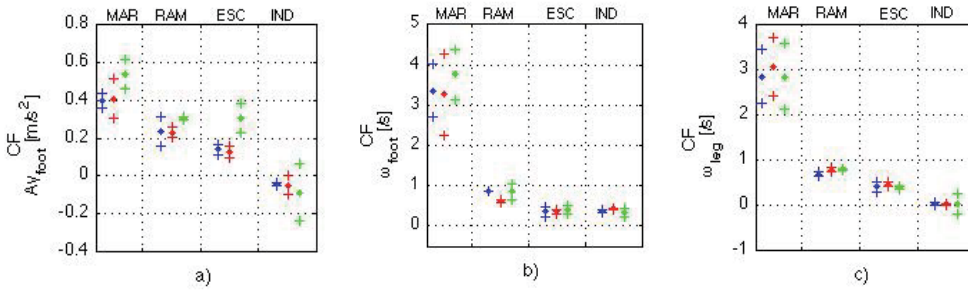 MAR RAM ESC IND
0.8
0.6
0.4
0.2
0
-0.2
-0.4
CF
Av_foot [m/s²]
a)
MAR RAM ESC IND
5
4
3
2
1
0
CF
ω_foot [/s]
b)
MAR RAM ESC IND
4
3
2
1
0
-1
CF
ω_leg [/s]
c)